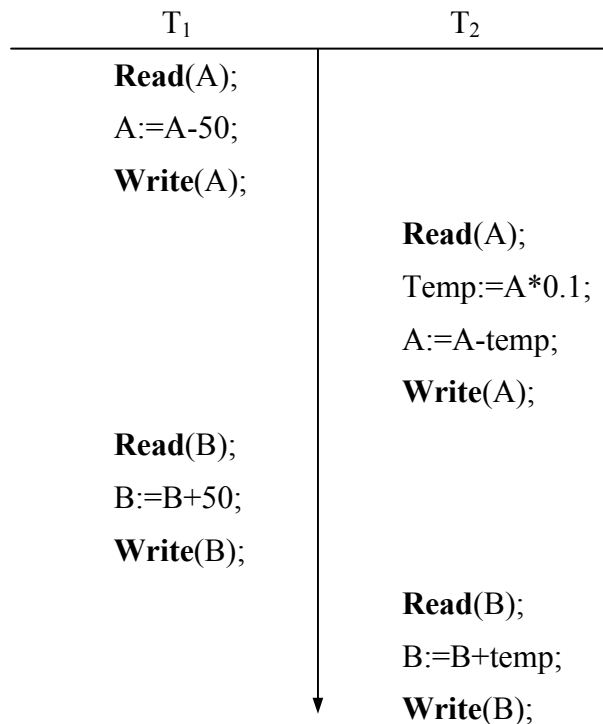 T₁ T₂
Read(A);
A:=A-50;
Write(A);
Read(A);
Temp:=A*0.1;
A:=A-temp;
Write(A);
Read(B);
B:=B+50;
Write(B);
Read(B);
B:=B+temp;
Write(B);